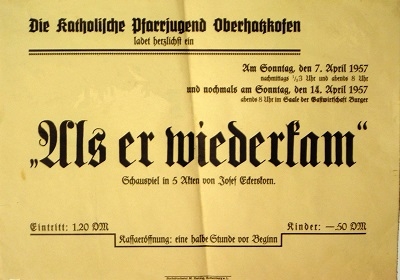 Die Katholische Pfarrjugend Oberhatzkofen
ladet herzlichst ein
Am Sonntag, den 7. April 1957
nachmittags ½3 Uhr und abends 8 Uhr
und nochmals am Sonntag, den 14. April 1957
abends 8 Uhr im Saale der Gastwirtschaft Burger
„Als er wiederkam“
Schauspiel in 5 Akten von Josef Eckerskorn.
Eintritt: 1.20 DM
Kinder: —.50 DM
Kassaeröffnung: eine halbe Stunde vor Beginn